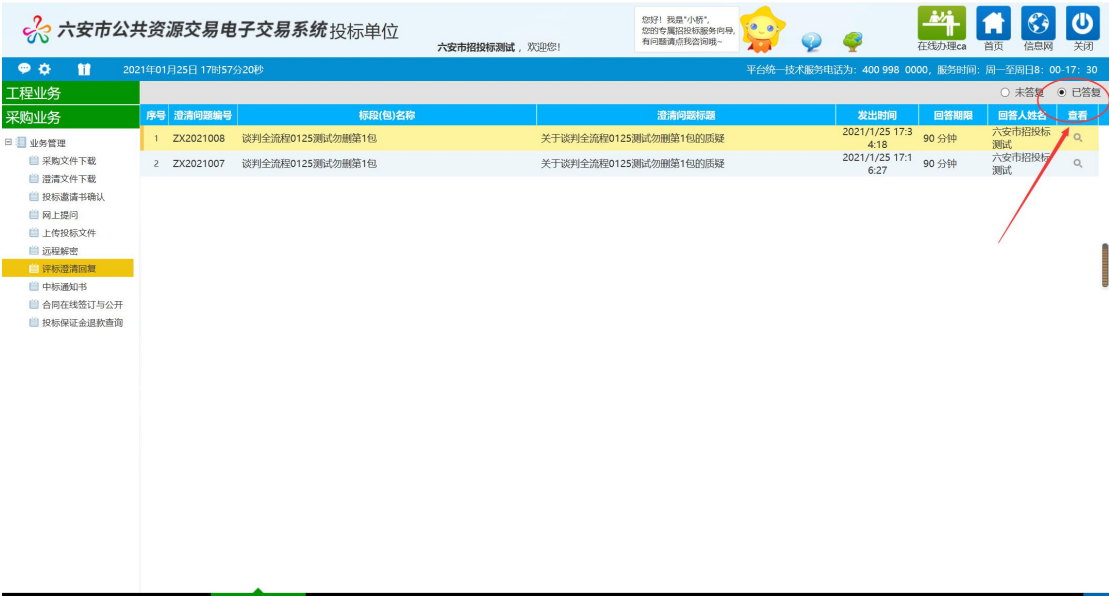 六安市公共资源交易电子交易系统投标单位
六安市招投标测试，欢迎您!
您好！我是"小桥"，
您的专属招投标服务向导，
有问题请点我咨询哦~
在线办理ca 首页 信息网 关闭
2021年01月25日 17时57分20秒
平台统一技术服务电话为：400 998 0000，服务时间：周一至周日8：00-17：30
工程业务
未答复 已答复
采购业务
序号 澄清问题编号 标段(包)名称 澄清问题标题 发出时间 回答期限 回答人姓名 查看
1 ZX2021008 谈判全流程0125测试勿删第1包 关于谈判全流程0125测试勿删第1包的质疑 2021/1/25 17:3
4:18 90 分钟 六安市招投标
测试
2 ZX2021007 谈判全流程0125测试勿删第1包 关于谈判全流程0125测试勿删第1包的质疑 2021/1/25 17:1
6:27 90 分钟 六安市招投标
测试
业务管理
采购文件下载
澄清文件下载
投标邀请书确认
网上提问
上传投标文件
远程解密
评标澄清回复
中标通知书
合同在线签订与公开
投标保证金退款查询